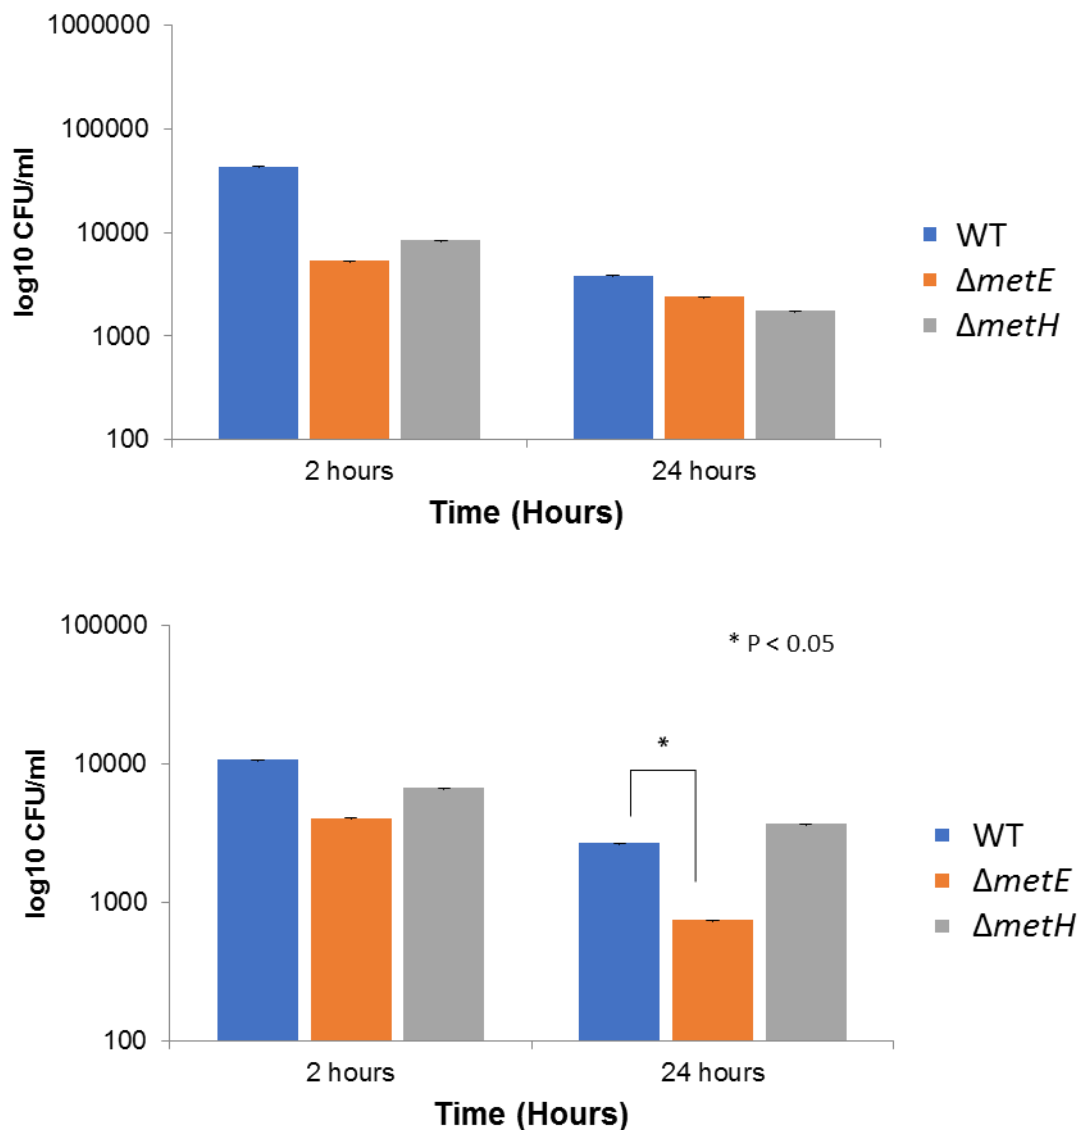 1000000
100000
10000
1000
100
log10 CFU/ml
2 hours
24 hours
Time (Hours)
WT
ΔmetE
ΔmetH
100000
10000
1000
100
log10 CFU/ml
* P < 0.05
*
2 hours
24 hours
Time (Hours)
WT
ΔmetE
ΔmetH